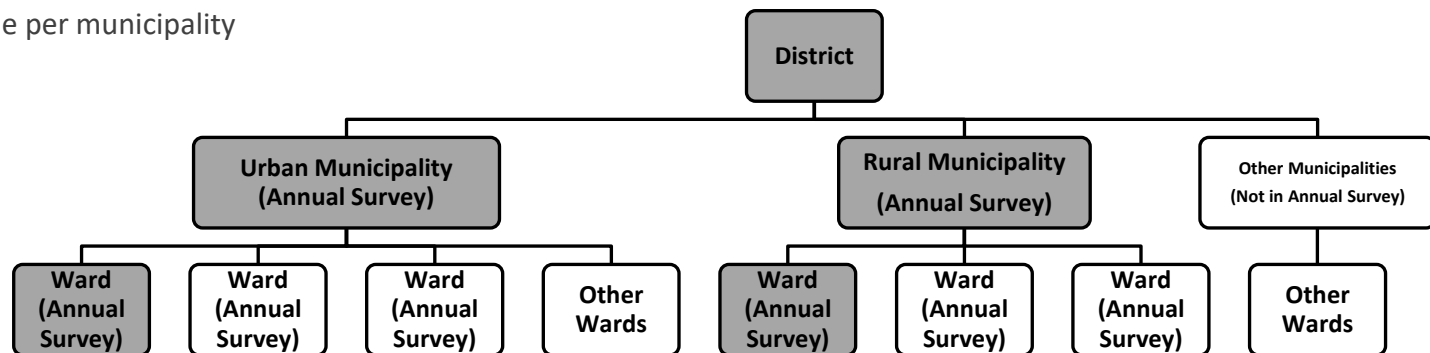 e per municipality
District
Urban Municipality
(Annual Survey)
Rural Municipality
(Annual Survey)
Other Municipalities
(Not in Annual Survey)
Ward
(Annual
Survey)
Ward
(Annual
Survey)
Ward
(Annual
Survey)
Other
Wards
Ward
(Annual
Survey)
Ward
(Annual
Survey)
Ward
(Annual
Survey)
Other
Wards